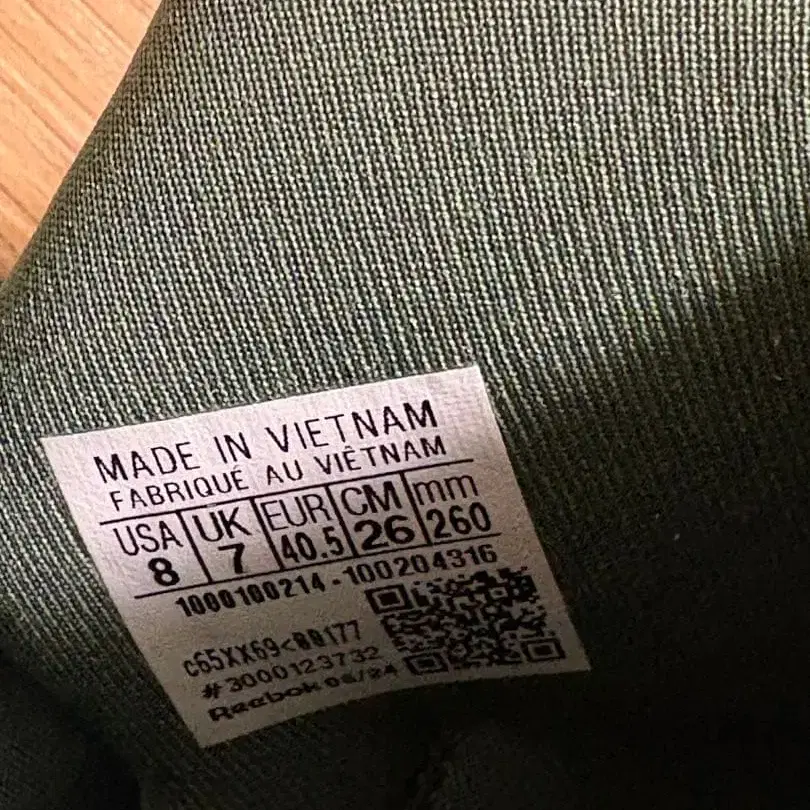 MADE IN VIETNAM
FABRIQUÉ AU VIÊTNAM
USA UK EUR CM mm
8 7 40.5 26 260
1000100214-100204316
c65XX69<00177
#3000123732
Reebok 06/24